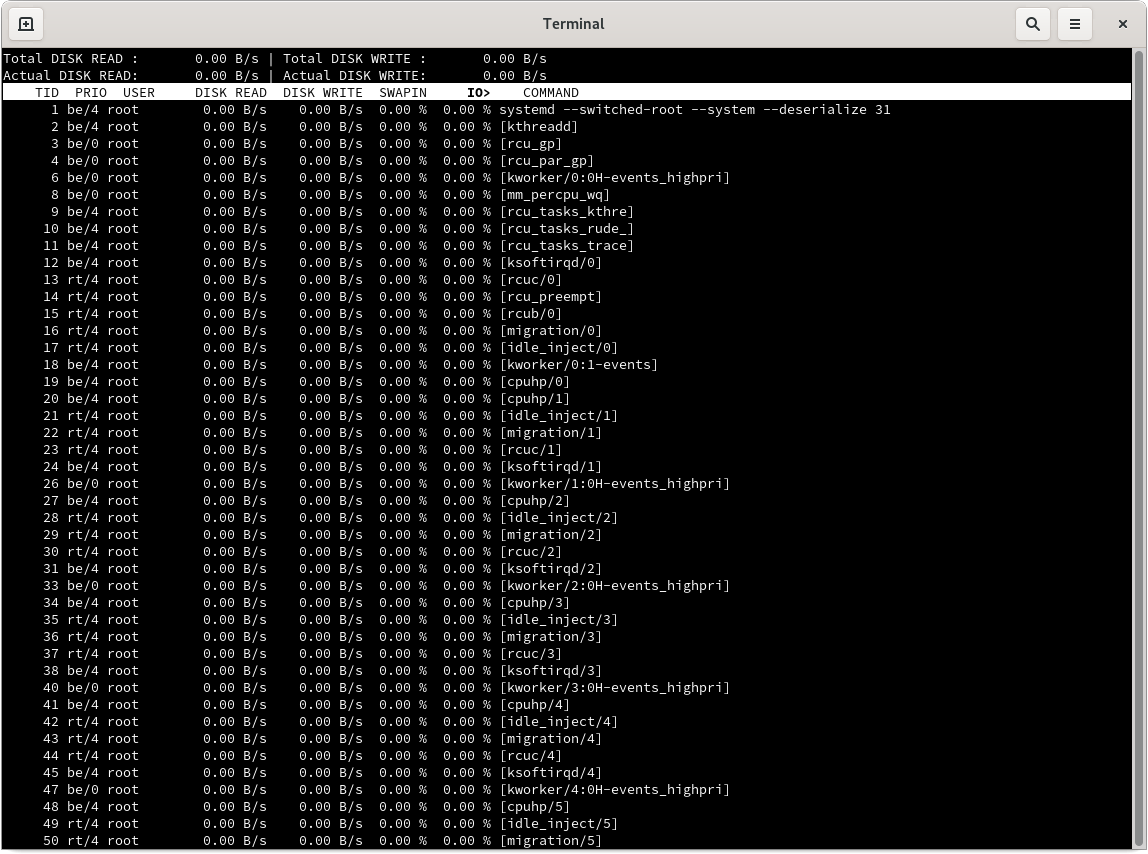 Terminal
Total DISK READ :       0.00 B/s | Total DISK WRITE :       0.00 B/s
Actual DISK READ:       0.00 B/s | Actual DISK WRITE:       0.00 B/s
    TID  PRIO  USER     DISK READ  DISK WRITE  SWAPIN     IO>    COMMAND
      1 be/4 root        0.00 B/s    0.00 B/s  0.00 %  0.00 % systemd --switched-root --system --deserialize 31
      2 be/4 root        0.00 B/s    0.00 B/s  0.00 %  0.00 % [kthreadd]
      3 be/0 root        0.00 B/s    0.00 B/s  0.00 %  0.00 % [rcu_gp]
      4 be/0 root        0.00 B/s    0.00 B/s  0.00 %  0.00 % [rcu_par_gp]
      6 be/0 root        0.00 B/s    0.00 B/s  0.00 %  0.00 % [kworker/0:0H-events_highpri]
      8 be/0 root        0.00 B/s    0.00 B/s  0.00 %  0.00 % [mm_percpu_wq]
      9 be/4 root        0.00 B/s    0.00 B/s  0.00 %  0.00 % [rcu_tasks_kthre]
     10 be/4 root        0.00 B/s    0.00 B/s  0.00 %  0.00 % [rcu_tasks_rude_]
     11 be/4 root        0.00 B/s    0.00 B/s  0.00 %  0.00 % [rcu_tasks_trace]
     12 be/4 root        0.00 B/s    0.00 B/s  0.00 %  0.00 % [ksoftirqd/0]
     13 rt/4 root        0.00 B/s    0.00 B/s  0.00 %  0.00 % [rcuc/0]
     14 rt/4 root        0.00 B/s    0.00 B/s  0.00 %  0.00 % [rcu_preempt]
     15 rt/4 root        0.00 B/s    0.00 B/s  0.00 %  0.00 % [rcub/0]
     16 rt/4 root        0.00 B/s    0.00 B/s  0.00 %  0.00 % [migration/0]
     17 rt/4 root        0.00 B/s    0.00 B/s  0.00 %  0.00 % [idle_inject/0]
     18 be/4 root        0.00 B/s    0.00 B/s  0.00 %  0.00 % [kworker/0:1-events]
     19 be/4 root        0.00 B/s    0.00 B/s  0.00 %  0.00 % [cpuhp/0]
     20 be/4 root        0.00 B/s    0.00 B/s  0.00 %  0.00 % [cpuhp/1]
     21 rt/4 root        0.00 B/s    0.00 B/s  0.00 %  0.00 % [idle_inject/1]
     22 rt/4 root        0.00 B/s    0.00 B/s  0.00 %  0.00 % [migration/1]
     23 rt/4 root        0.00 B/s    0.00 B/s  0.00 %  0.00 % [rcuc/1]
     24 be/4 root        0.00 B/s    0.00 B/s  0.00 %  0.00 % [ksoftirqd/1]
     26 be/0 root        0.00 B/s    0.00 B/s  0.00 %  0.00 % [kworker/1:0H-events_highpri]
     27 be/4 root        0.00 B/s    0.00 B/s  0.00 %  0.00 % [cpuhp/2]
     28 rt/4 root        0.00 B/s    0.00 B/s  0.00 %  0.00 % [idle_inject/2]
     29 rt/4 root        0.00 B/s    0.00 B/s  0.00 %  0.00 % [migration/2]
     30 rt/4 root        0.00 B/s    0.00 B/s  0.00 %  0.00 % [rcuc/2]
     31 be/4 root        0.00 B/s    0.00 B/s  0.00 %  0.00 % [ksoftirqd/2]
     33 be/0 root        0.00 B/s    0.00 B/s  0.00 %  0.00 % [kworker/2:0H-events_highpri]
     34 be/4 root        0.00 B/s    0.00 B/s  0.00 %  0.00 % [cpuhp/3]
     35 rt/4 root        0.00 B/s    0.00 B/s  0.00 %  0.00 % [idle_inject/3]
     36 rt/4 root        0.00 B/s    0.00 B/s  0.00 %  0.00 % [migration/3]
     37 rt/4 root        0.00 B/s    0.00 B/s  0.00 %  0.00 % [rcuc/3]
     38 be/4 root        0.00 B/s    0.00 B/s  0.00 %  0.00 % [ksoftirqd/3]
     40 be/0 root        0.00 B/s    0.00 B/s  0.00 %  0.00 % [kworker/3:0H-events_highpri]
     41 be/4 root        0.00 B/s    0.00 B/s  0.00 %  0.00 % [cpuhp/4]
     42 rt/4 root        0.00 B/s    0.00 B/s  0.00 %  0.00 % [idle_inject/4]
     43 rt/4 root        0.00 B/s    0.00 B/s  0.00 %  0.00 % [migration/4]
     44 rt/4 root        0.00 B/s    0.00 B/s  0.00 %  0.00 % [rcuc/4]
     45 be/4 root        0.00 B/s    0.00 B/s  0.00 %  0.00 % [ksoftirqd/4]
     47 be/0 root        0.00 B/s    0.00 B/s  0.00 %  0.00 % [kworker/4:0H-events_highpri]
     48 be/4 root        0.00 B/s    0.00 B/s  0.00 %  0.00 % [cpuhp/5]
     49 rt/4 root        0.00 B/s    0.00 B/s  0.00 %  0.00 % [idle_inject/5]
     50 rt/4 root        0.00 B/s    0.00 B/s  0.00 %  0.00 % [migration/5]